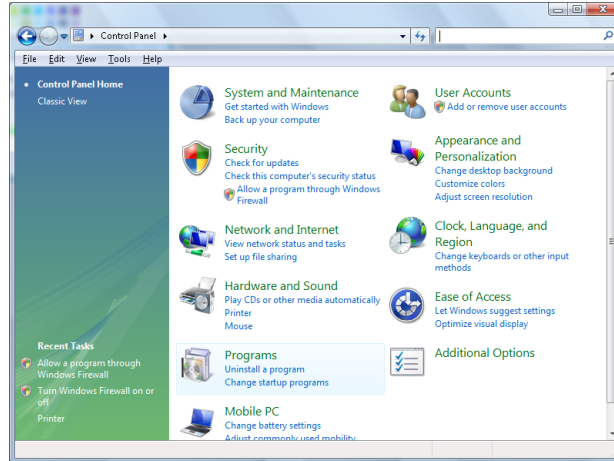 Control Panel
File Edit View Tools Help
Control Panel Home
Classic View
System and Maintenance
Get started with Windows
Back up your computer
Security
Check for updates
Check this computer's security status
Allow a program through Windows
Firewall
Network and Internet
View network status and tasks
Set up file sharing
Hardware and Sound
Play CDs or other media automatically
Printer
Mouse
Programs
Uninstall a program
Change startup programs
Mobile PC
Change battery settings
Adjust commonly used mobility
User Accounts
Add or remove user accounts
Appearance and
Personalization
Change desktop background
Customize colors
Adjust screen resolution
Clock, Language, and
Region
Change keyboards or other input
methods
Ease of Access
Let Windows suggest settings
Optimize visual display
Additional Options
Recent Tasks
Allow a program through
Windows Firewall
Turn Windows Firewall on or
off
Printer